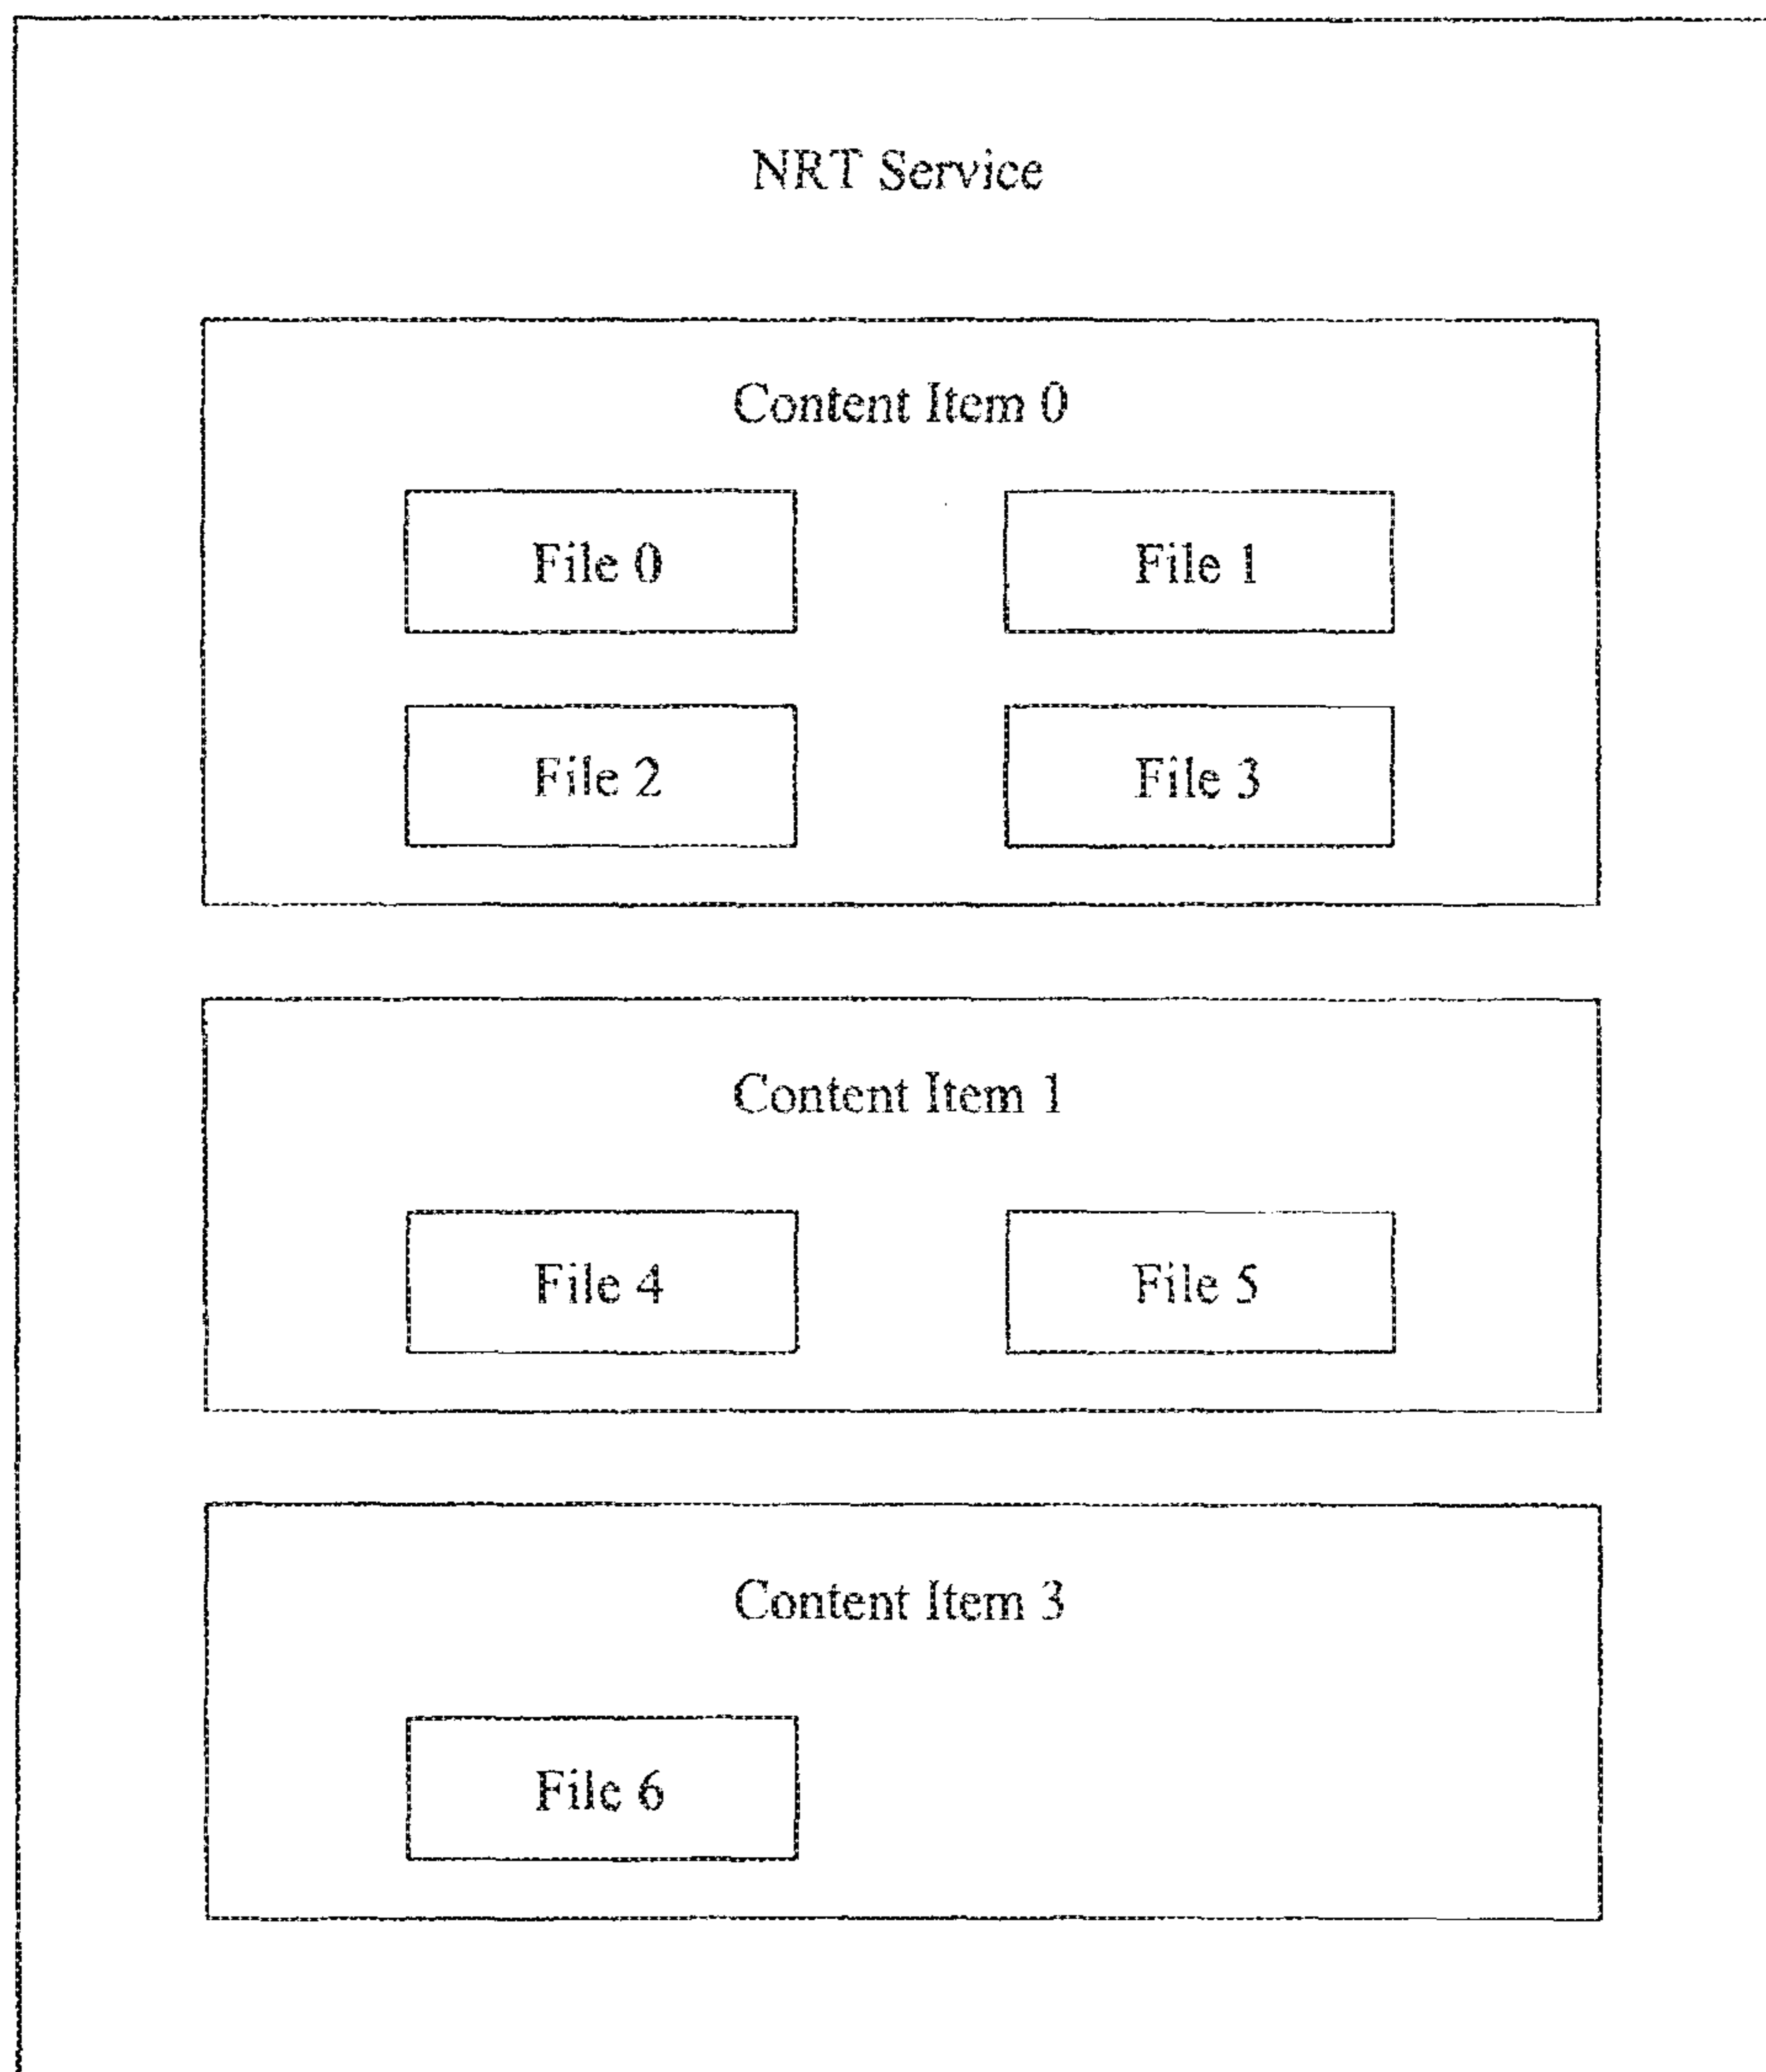 NRT Service
Content Item 0
File 0
File 1
File 2
File 3
Content Item 1
File 4
File 5
Content Item 3
File 6